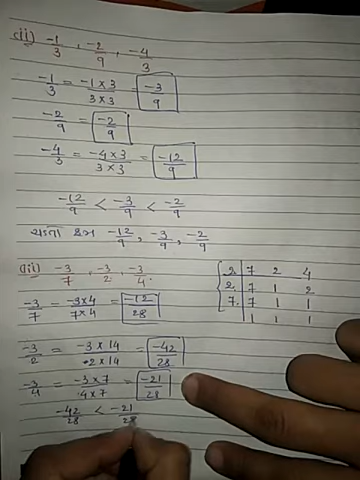 (ii) -1/3 , -2/9 , -4/3
-1/3 = -1×3/3×3 = -3/9
-2/9 = -2/9
-4/3 = -4×3/3×3 = -12/9
-12/9 < -3/9 < -2/9
ચડતા ક્રમ -12/9, -3/9, -2/9
(iii) -3/7 , -3/2 , -3/4.
2 | 7 2 4
2 | 7 1 2
7 | 7 1 1
1 1 1
-3/7 = -3×4/7×4 = -12/28
-3/2 = -3×14/2×14 = -42/28
-3/4 = -3×7/4×7 = -21/28
-42/28 < -21/28